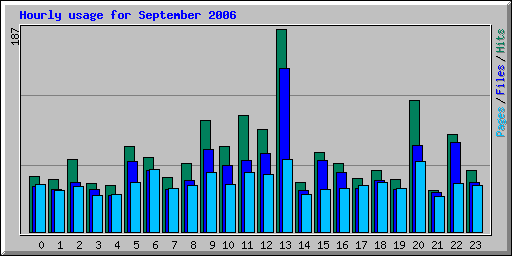 Hourly usage for September 2006
187
Pages/Files/Hits
0 1 2 3 4 5 6 7 8 9 10 11 12 13 14 15 16 17 18 19 20 21 22 23